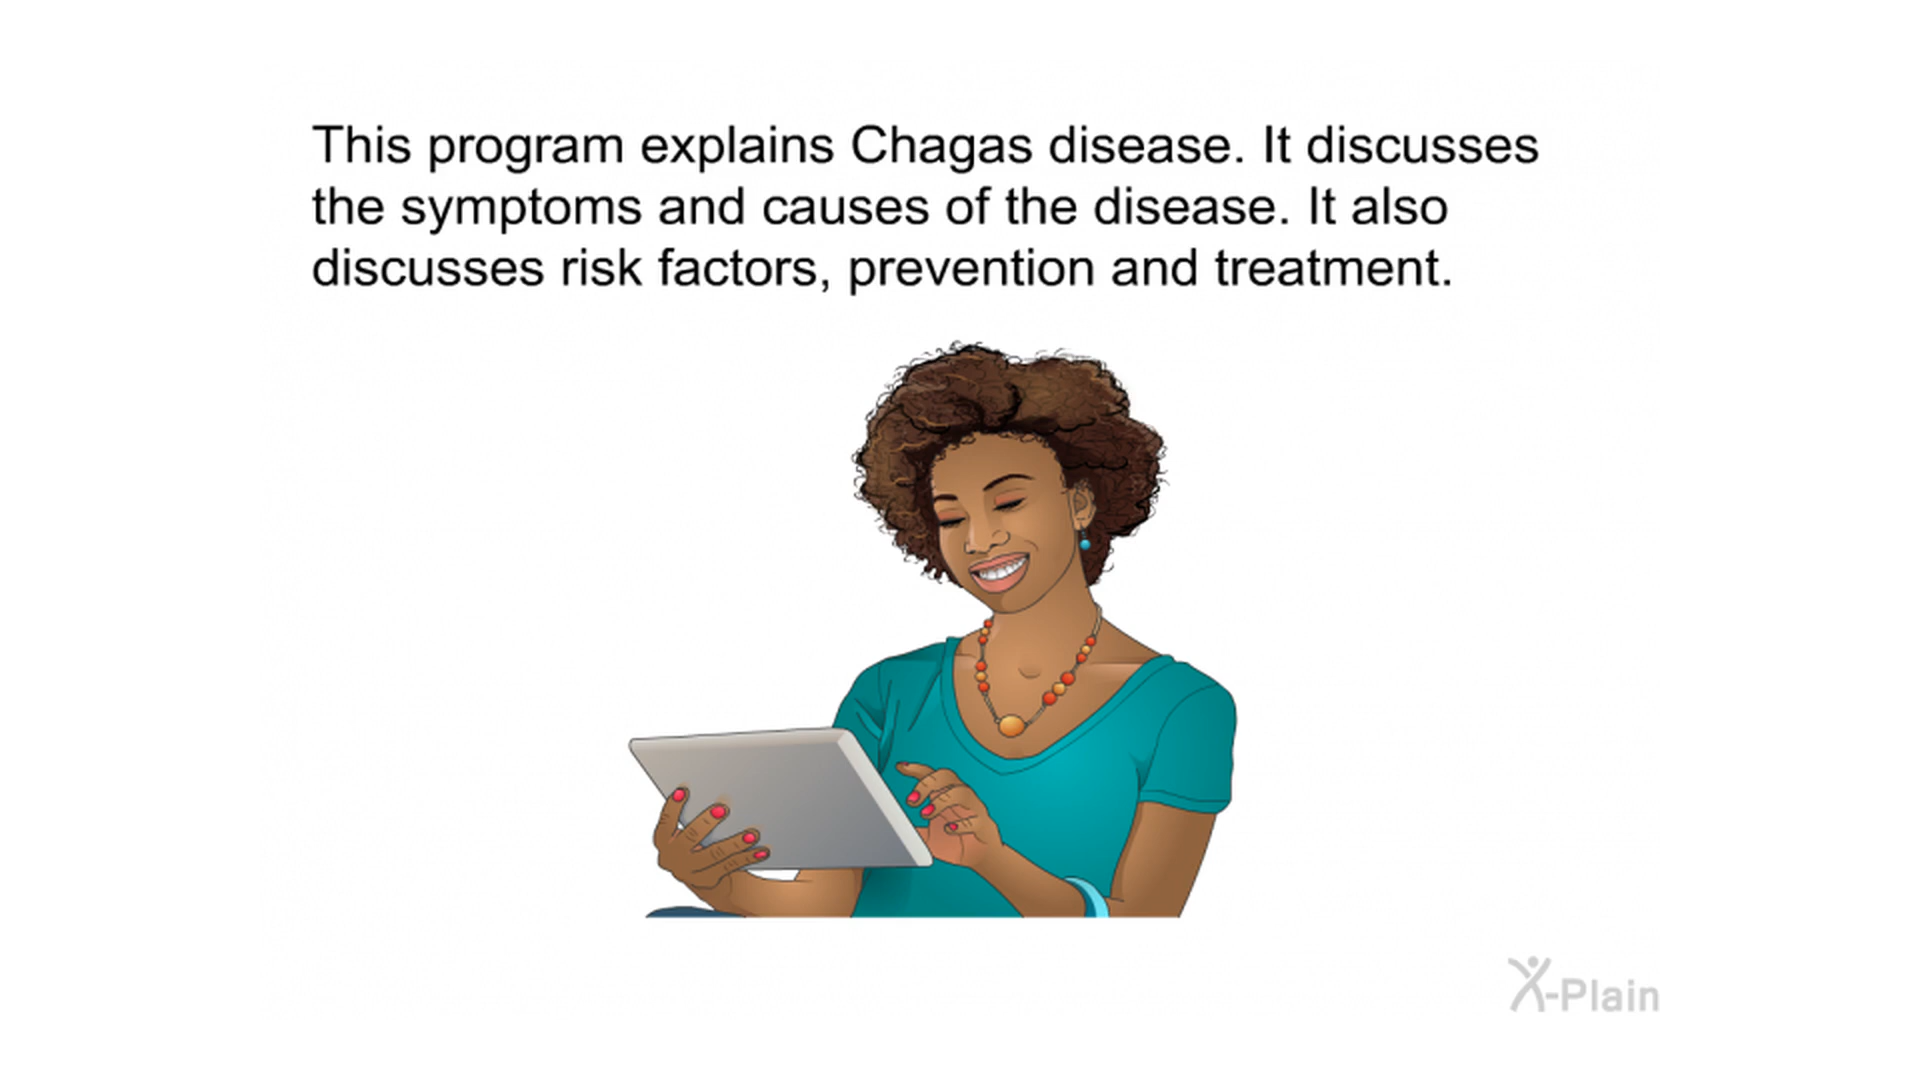 This program explains Chagas disease. It discusses
the symptoms and causes of the disease. It also
discusses risk factors, prevention and treatment.
X-Plain